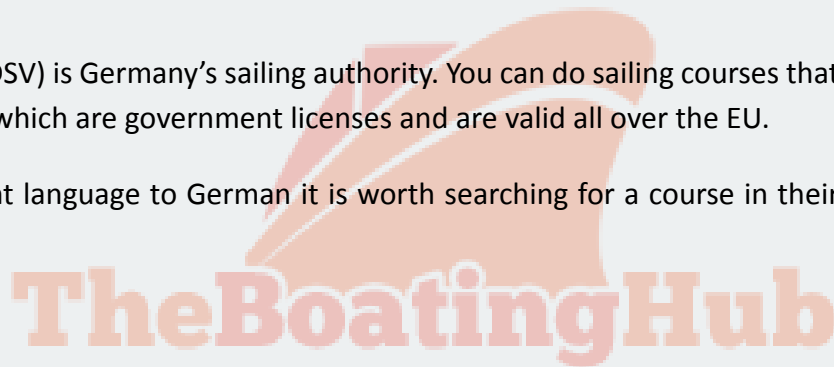 DSV) is Germany’s sailing authority. You can do sailing courses that
which are government licenses and are valid all over the EU.
nt language to German it is worth searching for a course in their
TheBoatingHub